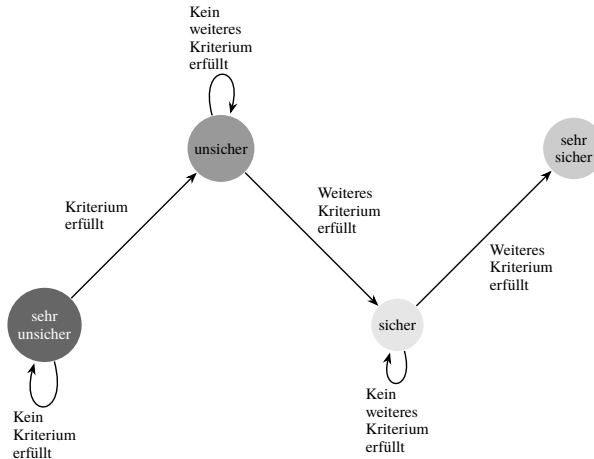 Kein
weiteres
Kriterium
erfüllt
unsicher
sehr
sicher
Kriterium
erfüllt
Weiteres
Kriterium
erfüllt
Weiteres
Kriterium
erfüllt
sehr
unsicher
sicher
Kein
Kriterium
erfüllt
Kein
weiteres
Kriterium
erfüllt